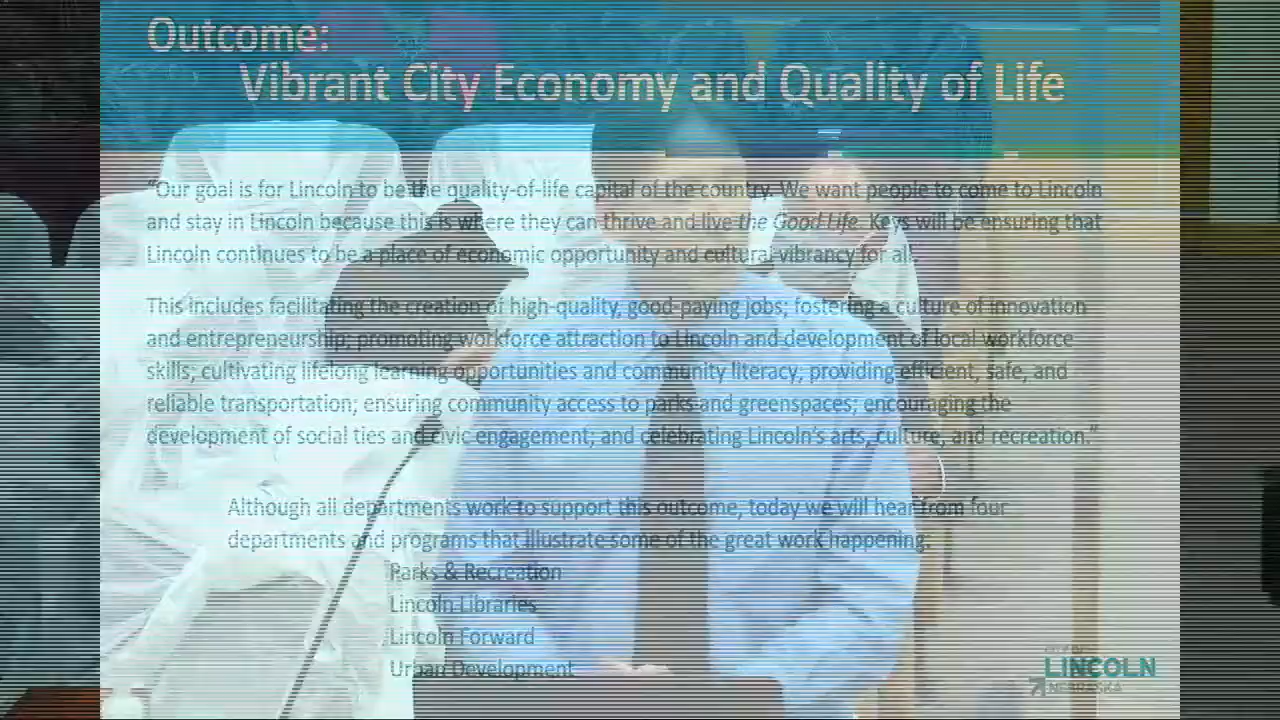 Outcome:
Vibrant City Economy and Quality of Life
“Our goal is for Lincoln to be the quality-of-life capital of the country. We want people to come to Lincoln
and stay in Lincoln because this is where they can thrive and live the Good Life. Keys will be ensuring that
Lincoln continues to be a place of economic opportunity and cultural vibrancy for all.
This includes facilitating the creation of high-quality, good-paying jobs; fostering a culture of innovation
and entrepreneurship; promoting workforce attraction to Lincoln and development of local workforce
skills; cultivating lifelong learning opportunities and community literacy; providing efficient, safe, and
reliable transportation; ensuring community access to parks and greenspaces; encouraging the
development of social ties and civic engagement; and celebrating Lincoln’s arts, culture, and recreation.”
Although all departments work to support this outcome, today we will hear from four
departments and programs that illustrate some of the great work happening:
Parks & Recreation
Lincoln Libraries
Lincoln Forward
Urban Development
CITY OF
LINCOLN
NEBRASKA